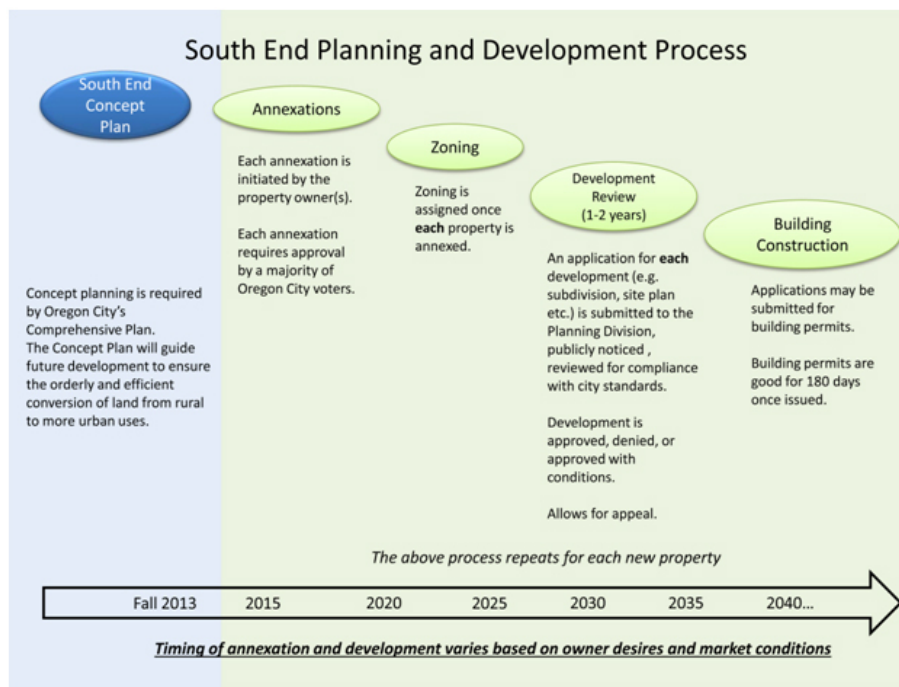 South End Planning and Development Process
South End
Concept
Plan
Concept planning is required
by Oregon City's
Comprehensive Plan.
The Concept Plan will guide
future development to ensure
the orderly and efficient
conversion of land from rural
to more urban uses.
Annexations
Each annexation is
initiated by the
property owner(s).
Each annexation
requires approval
by a majority of
Oregon City voters.
Zoning
Zoning is
assigned once
each property is
annexed.
Development
Review
(1-2 years)
An application for each
development (e.g.
subdivision, site plan
etc.) is submitted to the
Planning Division,
publicly noticed ,
reviewed for compliance
with city standards.
Development is
approved, denied, or
approved with
conditions.
Allows for appeal.
Building
Construction
Applications may be
submitted for
building permits.
Building permits are
good for 180 days
once issued.
The above process repeats for each new property
Fall 2013 2015 2020 2025 2030 2035 2040...
Timing of annexation and development varies based on owner desires and market conditions